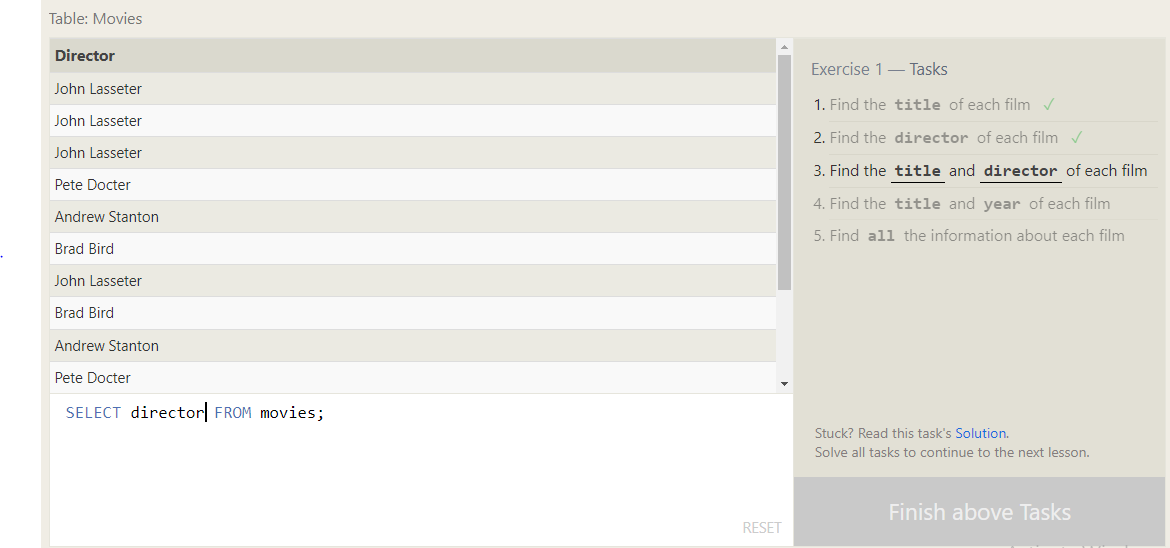 Table: Movies
Director
John Lasseter
John Lasseter
John Lasseter
Pete Docter
Andrew Stanton
Brad Bird
John Lasseter
Brad Bird
Andrew Stanton
Pete Docter
SELECT director FROM movies;
RESET
Exercise 1 — Tasks
1. Find the title of each film ✓
2. Find the director of each film ✓
3. Find the title and director of each film
4. Find the title and year of each film
5. Find all the information about each film
Stuck? Read this task's Solution.
Solve all tasks to continue to the next lesson.
Finish above Tasks